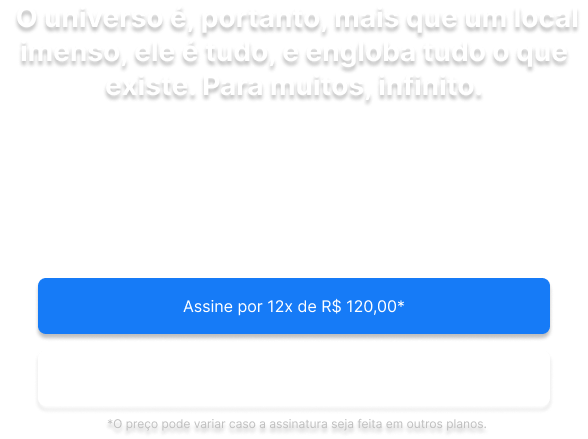 O universo é, portanto, mais que um local
imenso, ele é tudo, e engloba tudo o que
existe. Para muitos, infinito.
Assine por 12x de R$ 120,00*
*O preço pode variar caso a assinatura seja feita em outros planos.